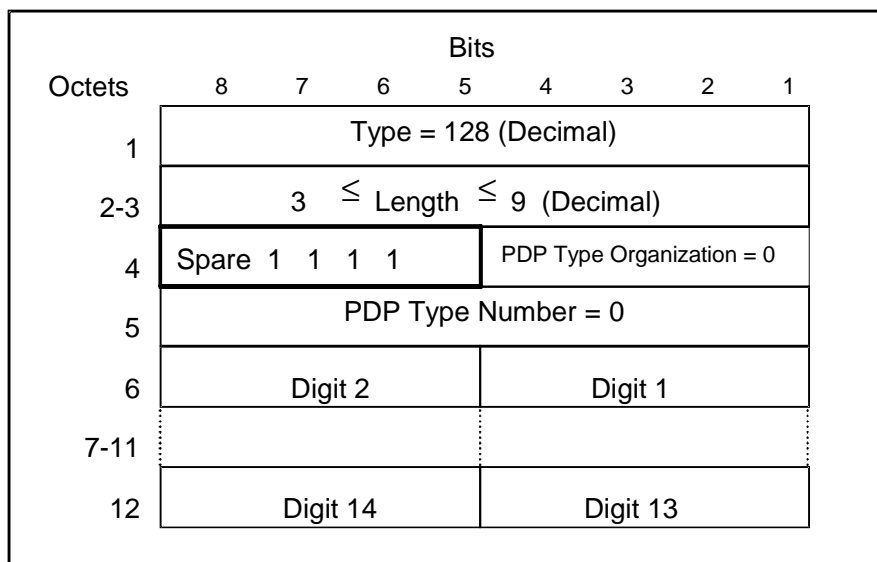 Bits
Octets 8 7 6 5 4 3 2 1
1 Type = 128 (Decimal)
2-3 3 ≤ Length ≤ 9 (Decimal)
4 Spare 1 1 1 1 PDP Type Organization = 0
5 PDP Type Number = 0
6 Digit 2 Digit 1
7-11
12 Digit 14 Digit 13